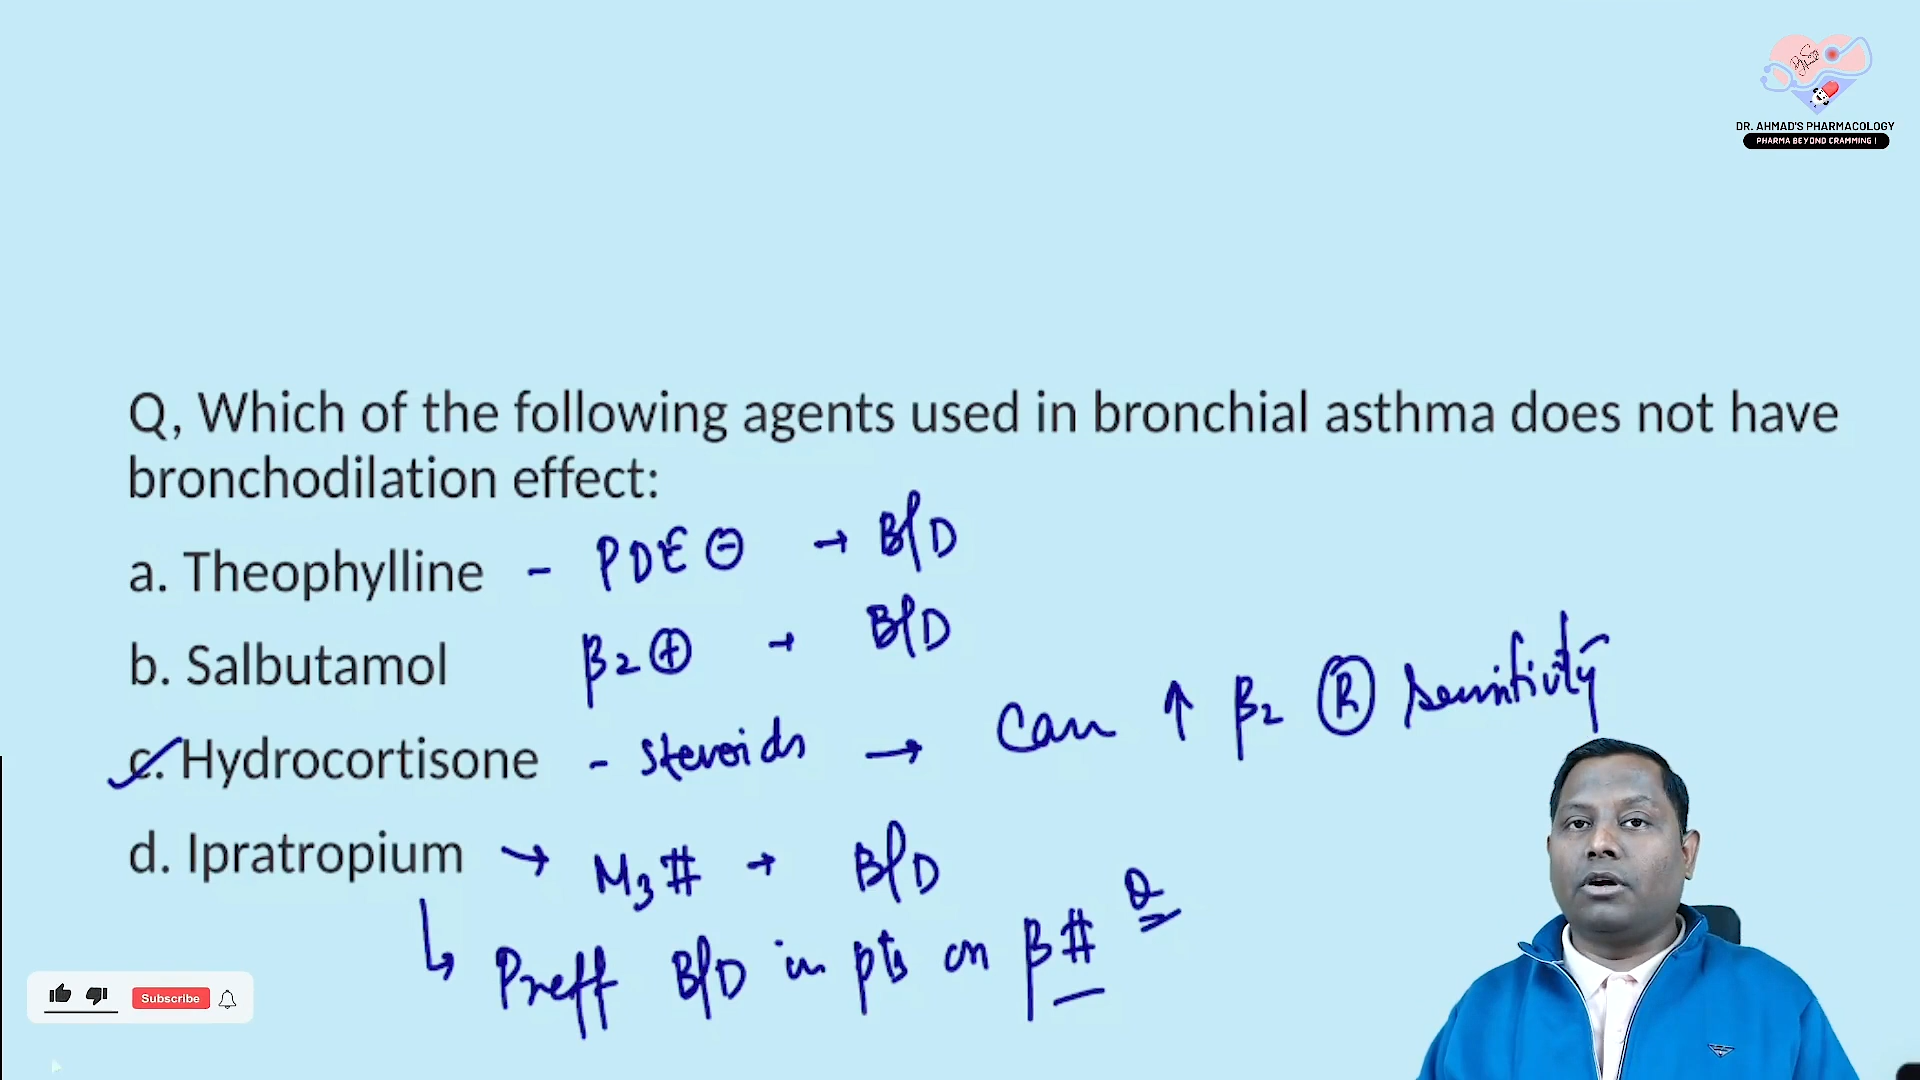 DR. AHMAD'S PHARMACOLOGY
PHARMA BEYOND CRAMMING !
Q, Which of the following agents used in bronchial asthma does not have
bronchodilation effect:
a. Theophylline - PDE ⊖ → B/D
b. Salbutamol β2 ⊕ → B/D
c. Hydrocortisone - Steroids → Can ↑ β2 Ⓡ sensitivity
d. Ipratropium → M3 # → B/D
↳ Preff B/D in pts on β # Q
Subscribe